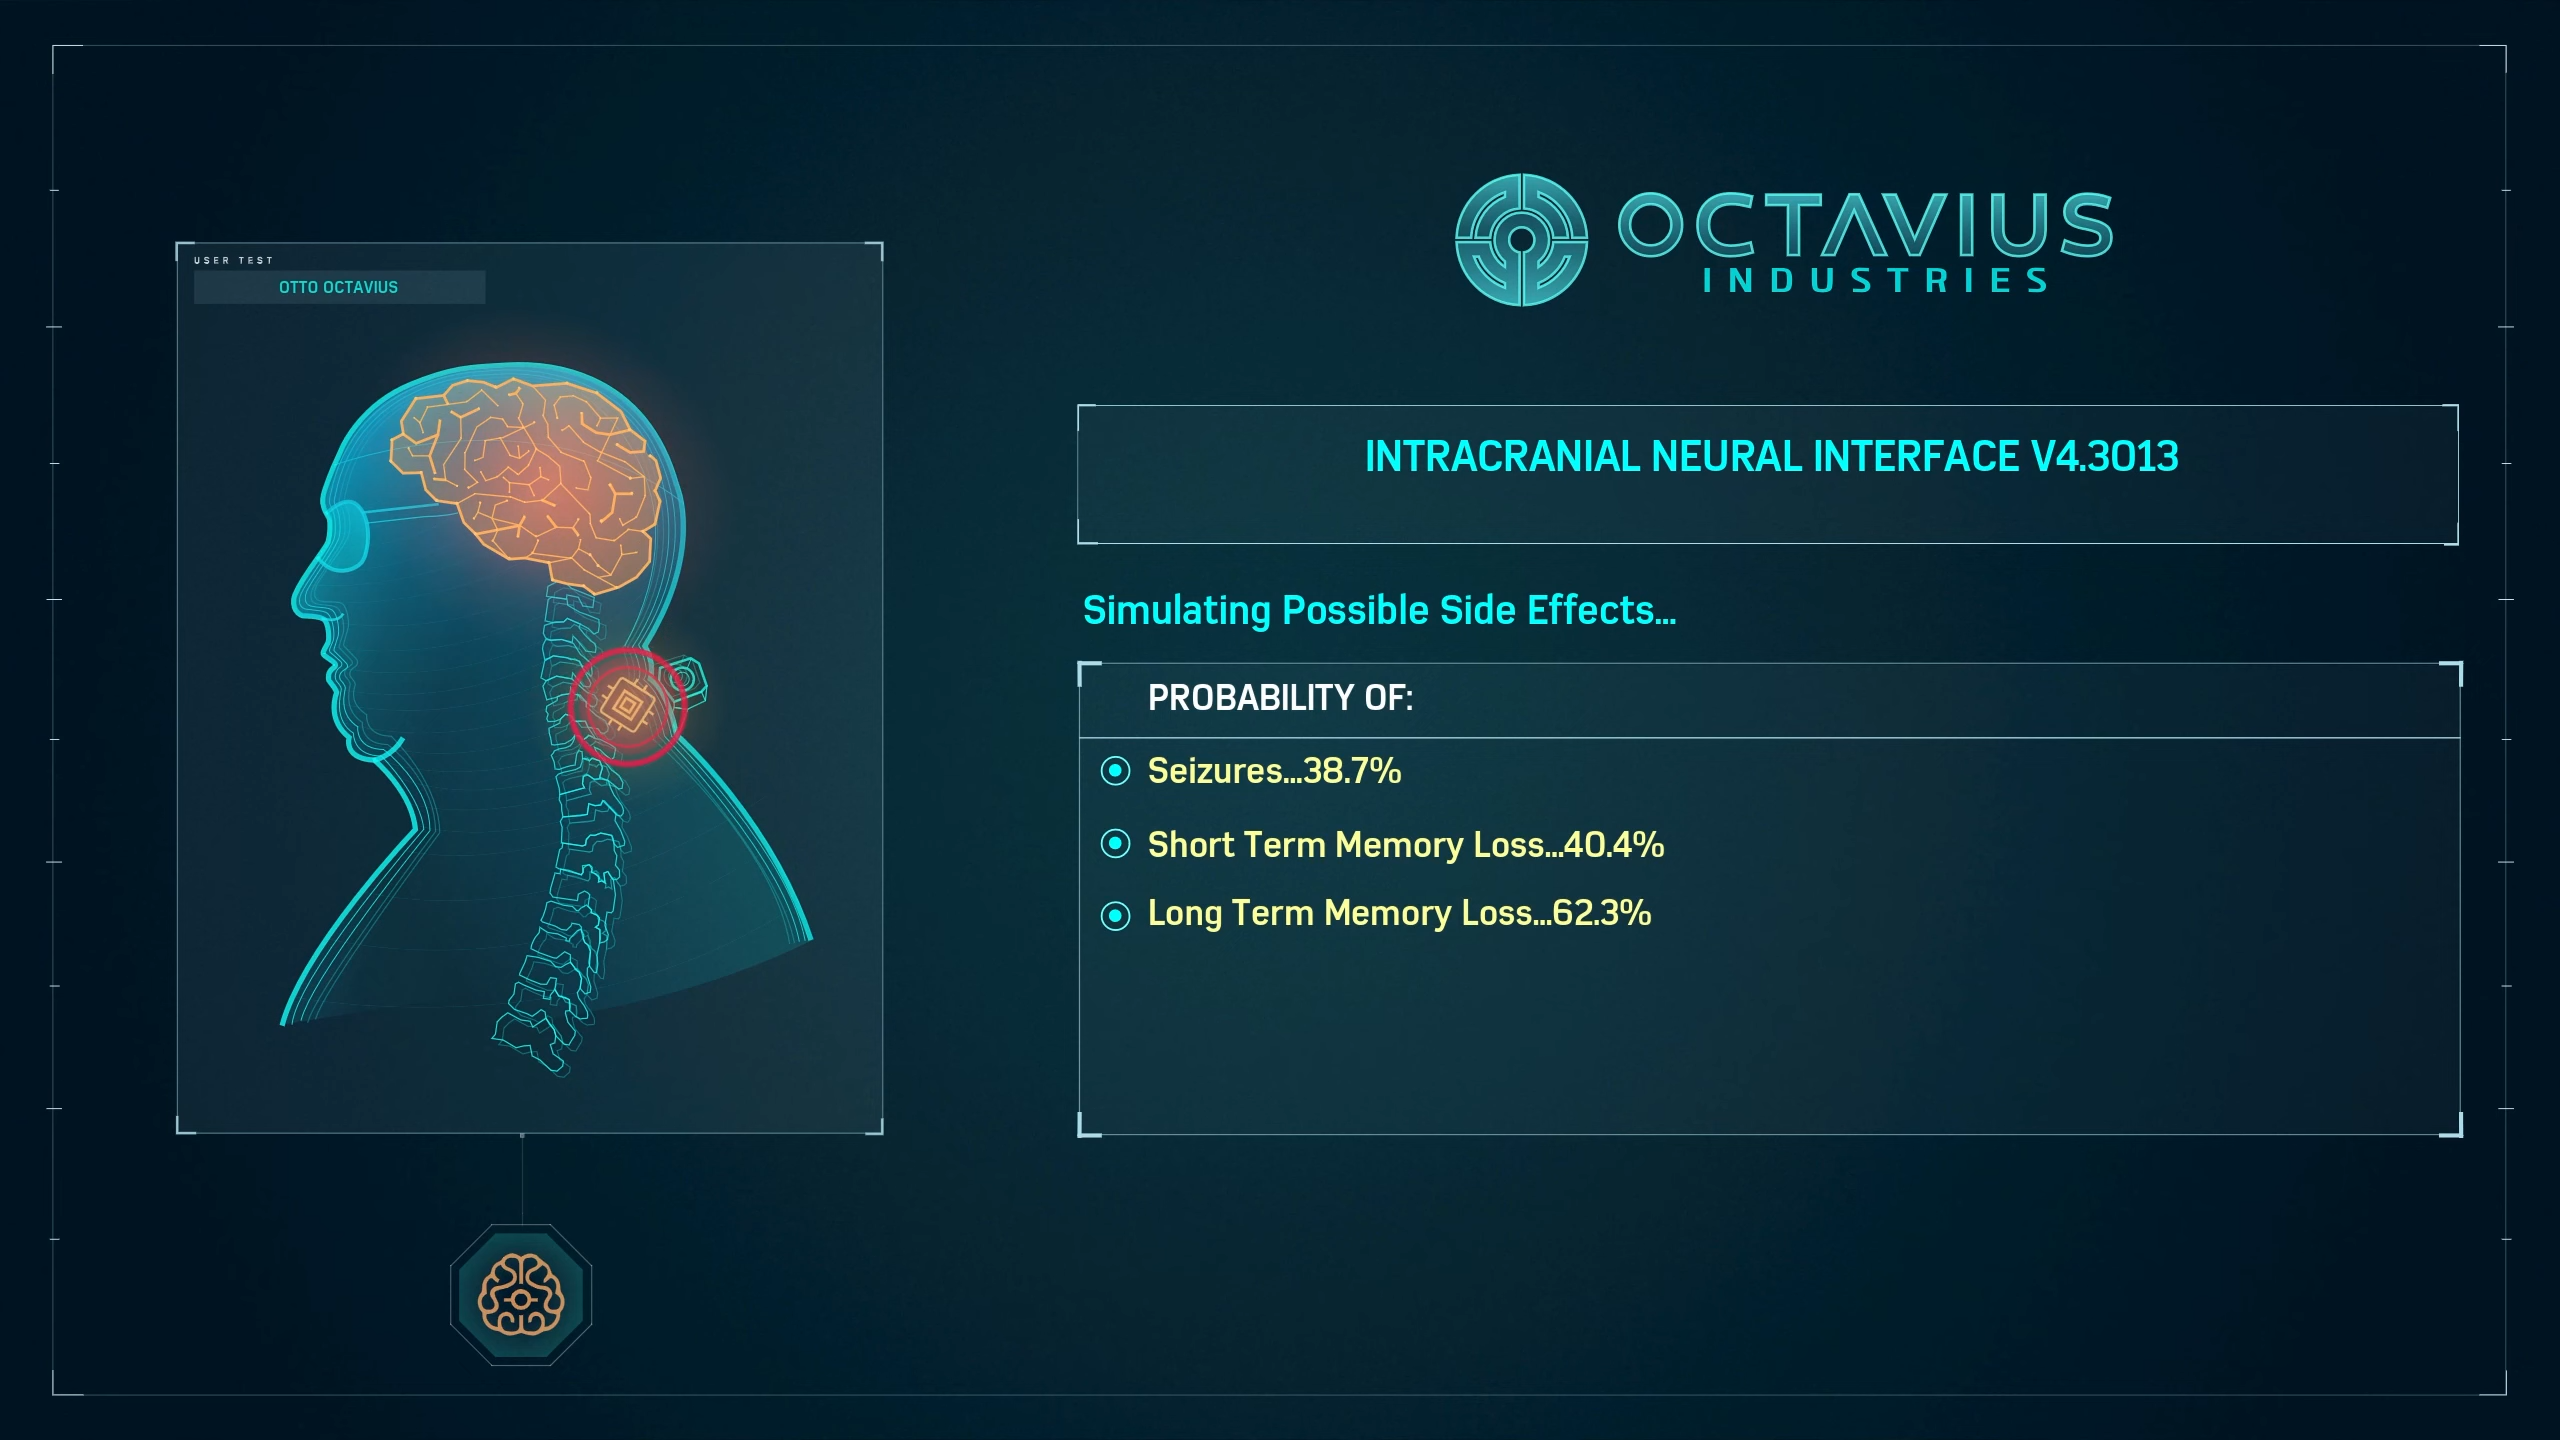 USER TEST
OTTO OCTAVIUS
OCTAVIUS
INDUSTRIES
INTRACRANIAL NEURAL INTERFACE V4.3013
Simulating Possible Side Effects...
PROBABILITY OF:
Seizures...38.7%
Short Term Memory Loss...40.4%
Long Term Memory Loss...62.3%